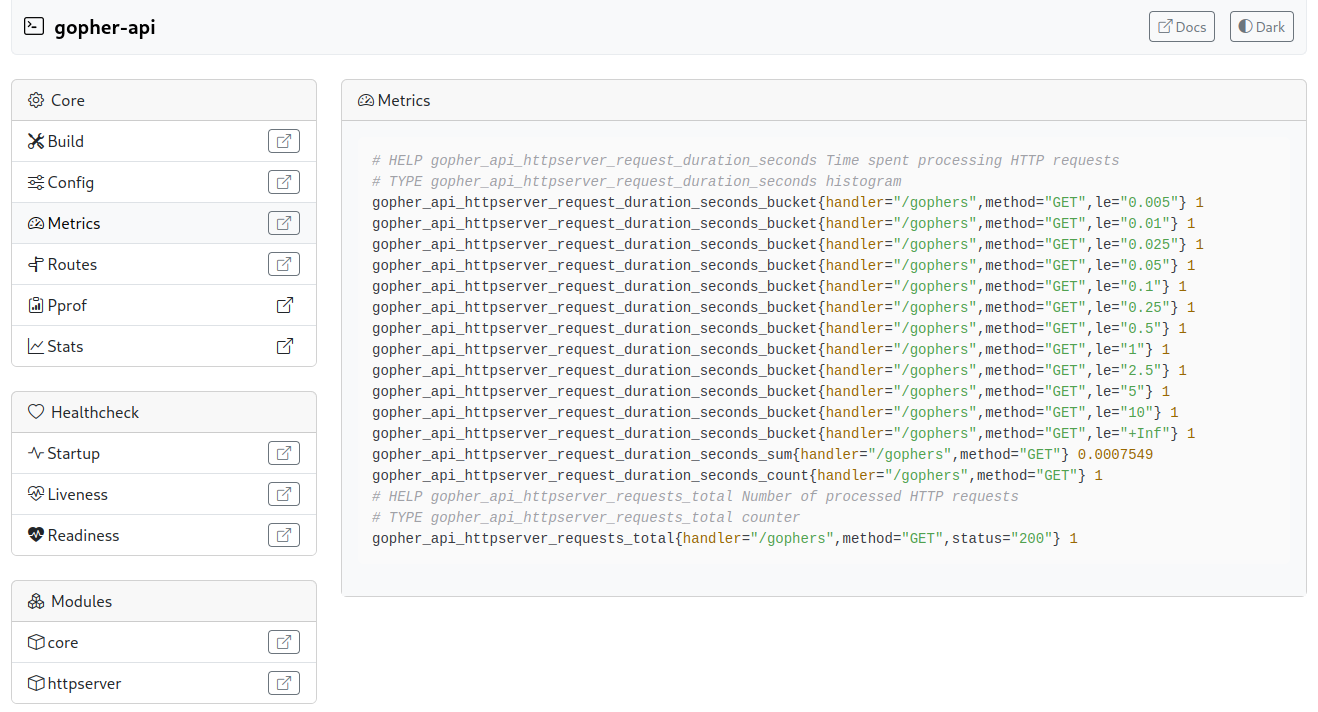 gopher-api
Docs
Dark
Core
Build
Config
Metrics
Routes
Pprof
Stats
Healthcheck
Startup
Liveness
Readiness
Modules
core
httpserver
Metrics
# HELP gopher_api_httpserver_request_duration_seconds Time spent processing HTTP requests
# TYPE gopher_api_httpserver_request_duration_seconds histogram
gopher_api_httpserver_request_duration_seconds_bucket{handler="/gophers",method="GET",le="0.005"} 1
gopher_api_httpserver_request_duration_seconds_bucket{handler="/gophers",method="GET",le="0.01"} 1
gopher_api_httpserver_request_duration_seconds_bucket{handler="/gophers",method="GET",le="0.025"} 1
gopher_api_httpserver_request_duration_seconds_bucket{handler="/gophers",method="GET",le="0.05"} 1
gopher_api_httpserver_request_duration_seconds_bucket{handler="/gophers",method="GET",le="0.1"} 1
gopher_api_httpserver_request_duration_seconds_bucket{handler="/gophers",method="GET",le="0.25"} 1
gopher_api_httpserver_request_duration_seconds_bucket{handler="/gophers",method="GET",le="0.5"} 1
gopher_api_httpserver_request_duration_seconds_bucket{handler="/gophers",method="GET",le="1"} 1
gopher_api_httpserver_request_duration_seconds_bucket{handler="/gophers",method="GET",le="2.5"} 1
gopher_api_httpserver_request_duration_seconds_bucket{handler="/gophers",method="GET",le="5"} 1
gopher_api_httpserver_request_duration_seconds_bucket{handler="/gophers",method="GET",le="10"} 1
gopher_api_httpserver_request_duration_seconds_bucket{handler="/gophers",method="GET",le="+Inf"} 1
gopher_api_httpserver_request_duration_seconds_sum{handler="/gophers",method="GET"} 0.0007549
gopher_api_httpserver_request_duration_seconds_count{handler="/gophers",method="GET"} 1
# HELP gopher_api_httpserver_requests_total Number of processed HTTP requests
# TYPE gopher_api_httpserver_requests_total counter
gopher_api_httpserver_requests_total{handler="/gophers",method="GET",status="200"} 1